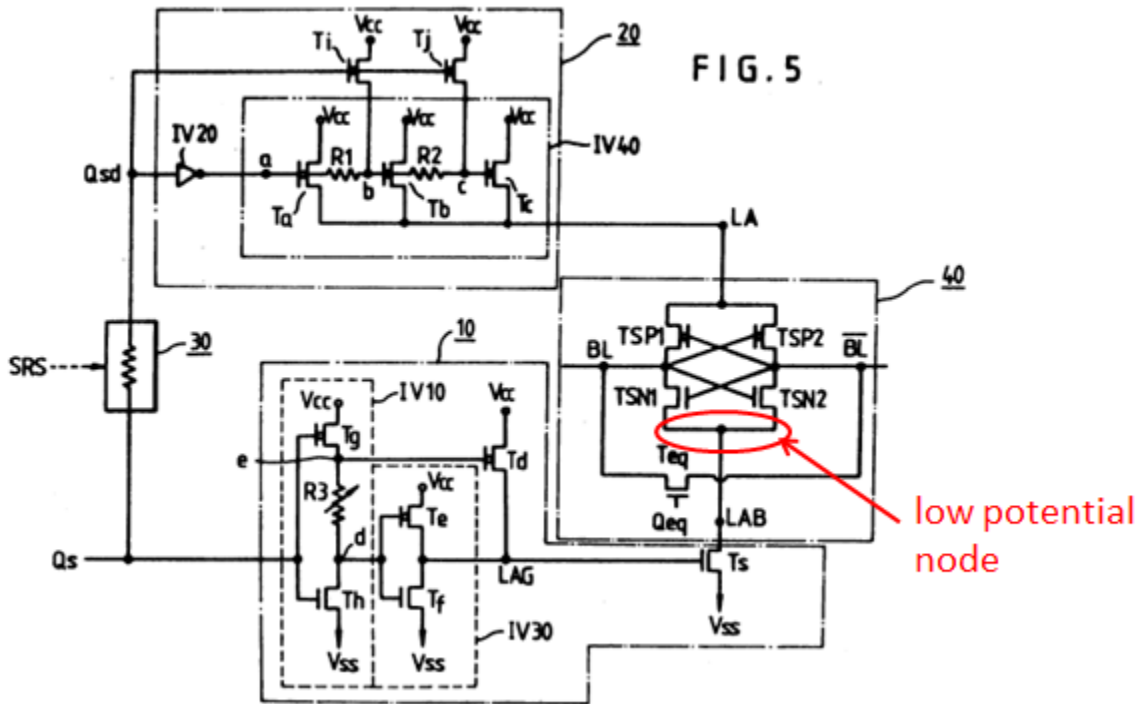 FIG. 5
20
Vcc
Vcc
Ti
Tj
Vcc
Vcc
Vcc
IV40
IV20
a
R1
b
R2
c
Qsd
Ta
Tb
Tc
LA
40
30
SRS
10
TSP1
TSP2
BL
BL
TSN1
TSN2
Vcc
IV10
Vcc
Tg
e
Td
Teq
R3
Vcc
Te
Qeq
LAB
low potential
node
d
Qs
LAG
Ts
Th
Tf
Vss
IV30
Vss
Vss